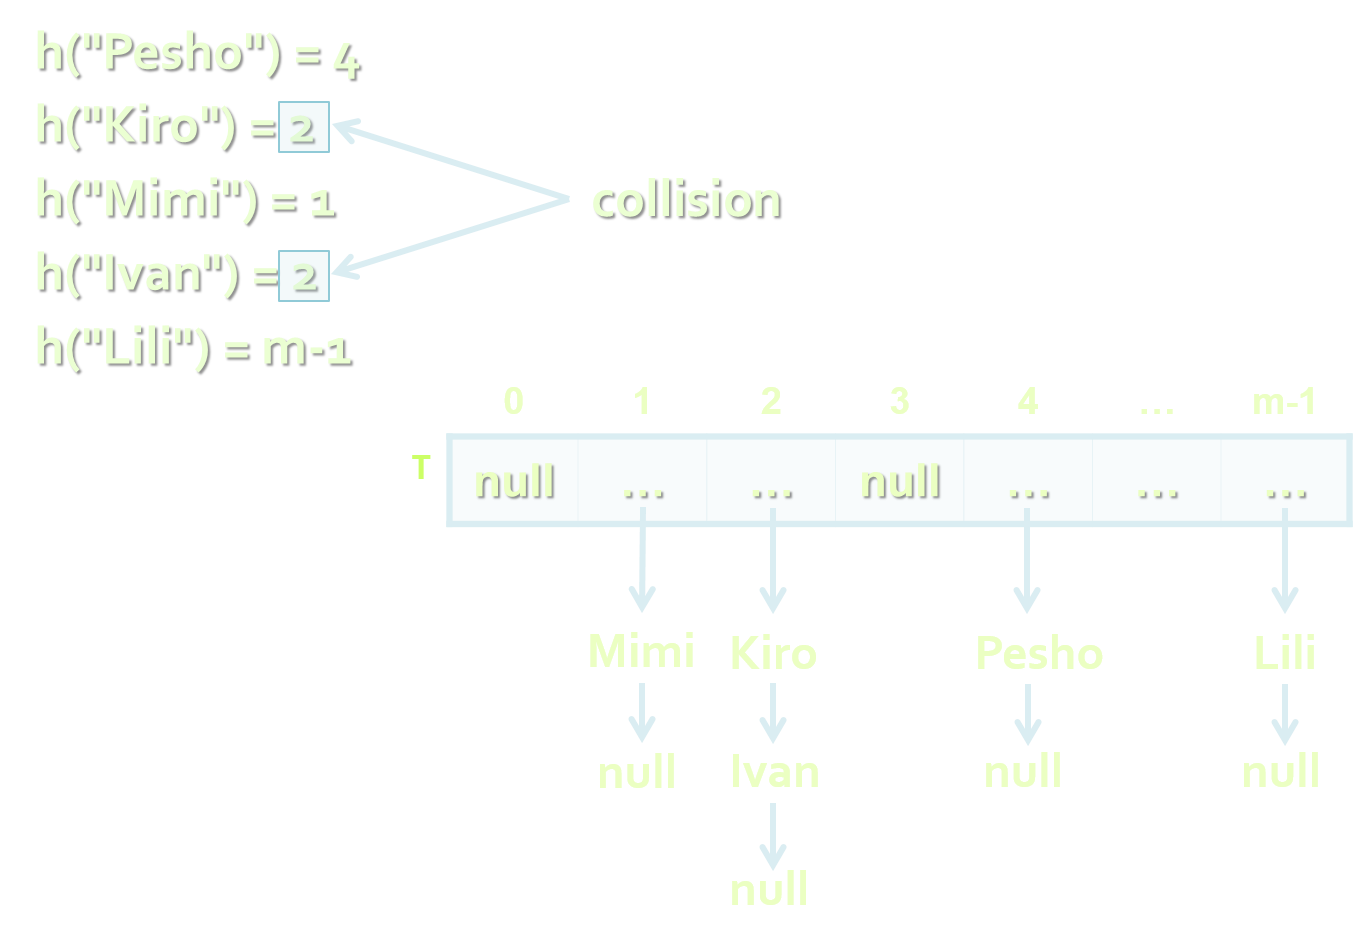 h("Pesho") = 4
h("Kiro") = 2
h("Mimi") = 1
collision
h("Ivan") = 2
h("Lili") = m-1
0 1 2 3 4 ... m-1
T
null ... ... null ... ... ...
Mimi Kiro Pesho Lili
null Ivan null null
null